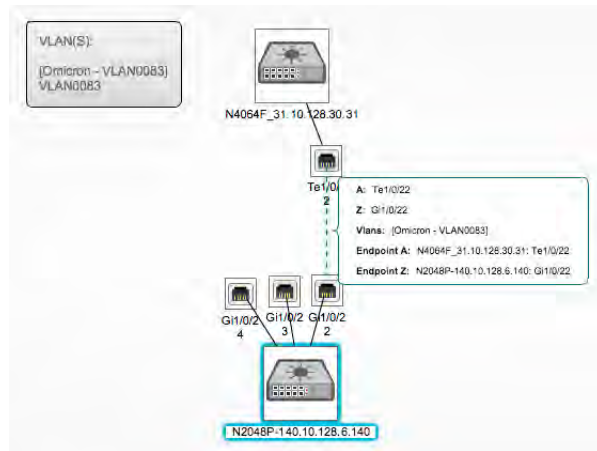 VLAN(S):
[Omicron - VLAN0083]
VLAN0083
N4064F_31.10.128.30.31
Te1/0/
2
A: Te1/0/22
Z: Gi1/0/22
Vlans: [Omicron - VLAN0083]
Endpoint A: N4064F_31.10.128.30.31: Te1/0/22
Endpoint Z: N2048P-140.10.128.6.140: Gi1/0/22
Gi1/0/2
4
Gi1/0/2
3
Gi1/0/2
2
N2048P-140.10.128.6.140